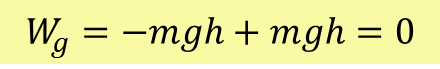 W_g = −mgh + mgh = 0